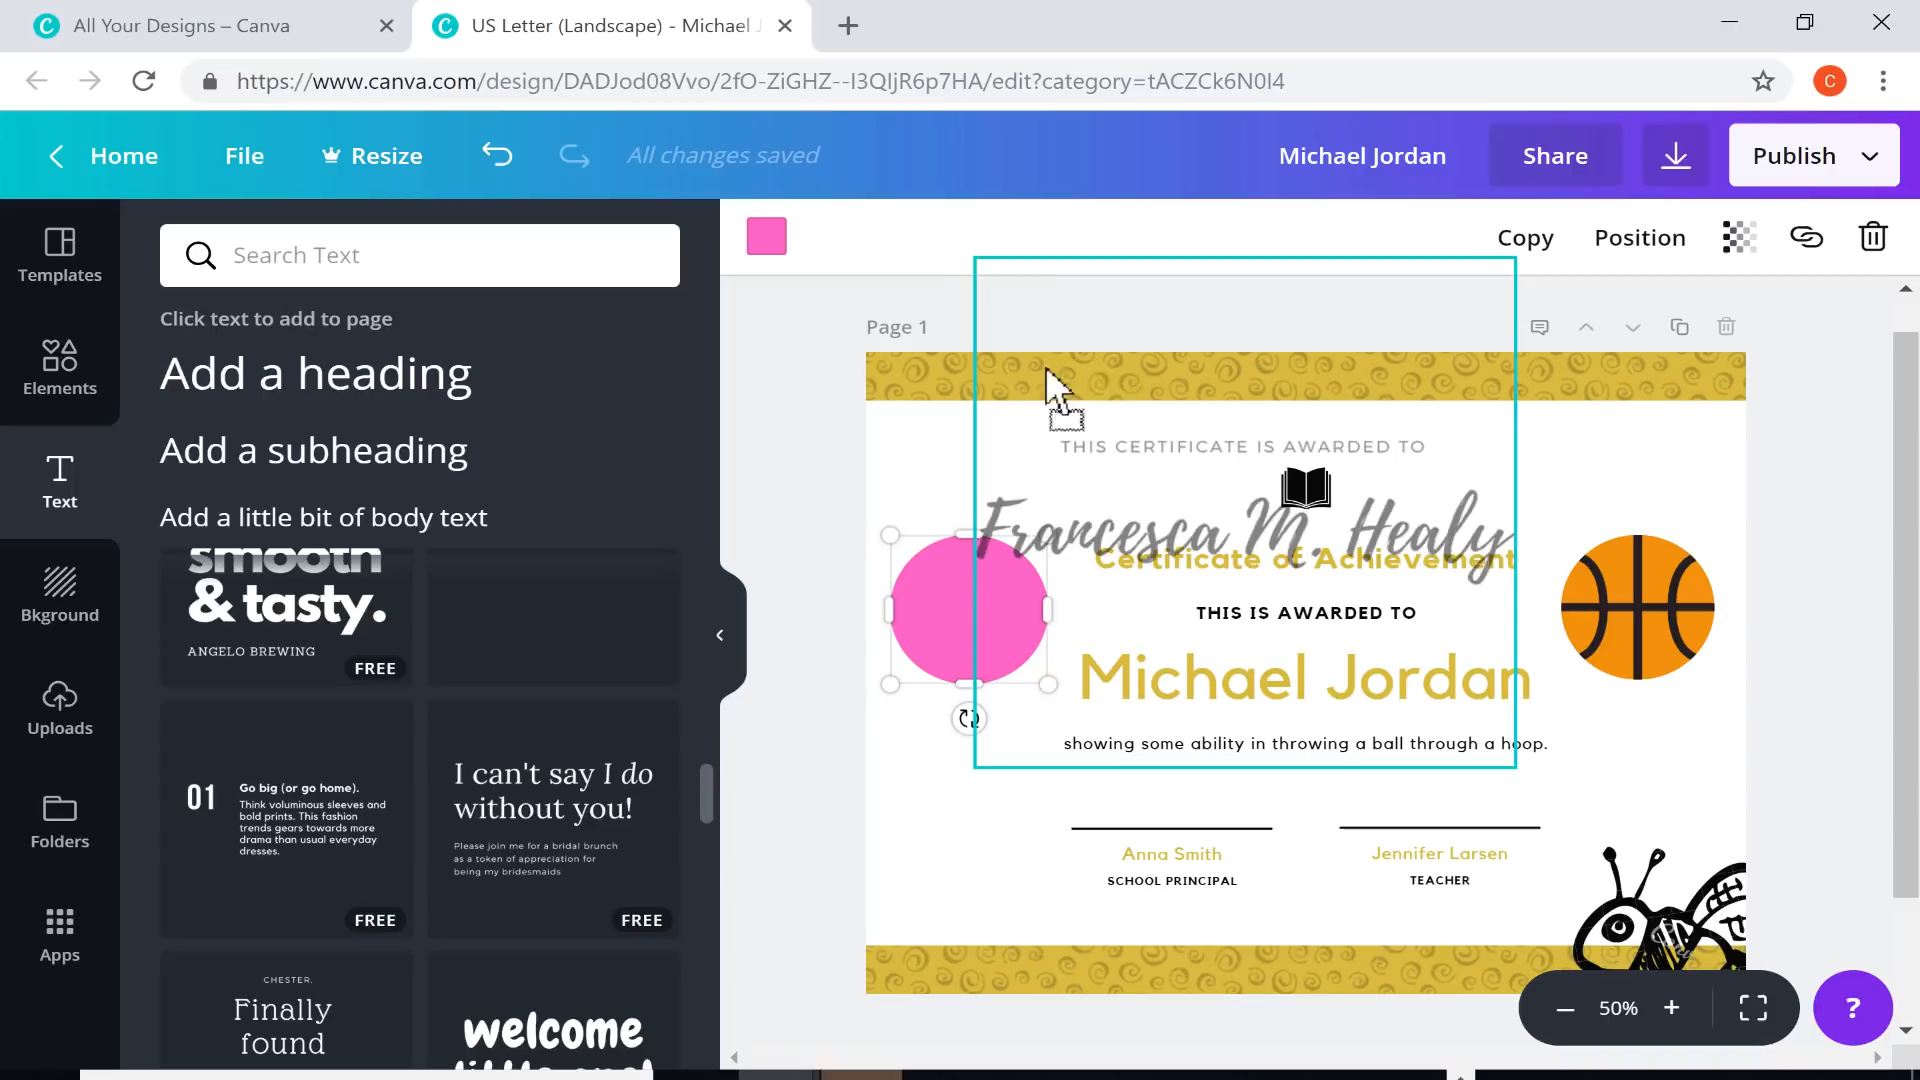 All Your Designs – Canva
US Letter (Landscape) - Michael J
https://www.canva.com/design/DADJod08Vvo/2fO-ZiGHZ--I3QIjR6p7HA/edit?category=tACZCk6N0I4
C
Home
File
Resize
All changes saved
Michael Jordan
Share
Publish
Templates
Elements
Text
Bkground
Uploads
Folders
Apps
Search Text
Click text to add to page
Add a heading
Add a subheading
Add a little bit of body text
smooth
& tasty.
ANGELO BREWING
FREE
01
Go big (or go home).
Think voluminous sleeves and
bold prints. This fashion
trends gears towards more
drama than usual everyday
dresses.
FREE
I can't say I do
without you!
Please join me for a bridal brunch
as a token of appreciation for
being my bridesmaids
FREE
CHESTER.
Finally
found
welcome
Copy
Position
Page 1
THIS CERTIFICATE IS AWARDED TO
Francesca M. Healy
Certificate of Achievement
THIS IS AWARDED TO
Michael Jordan
showing some ability in throwing a ball through a hoop.
Anna Smith
SCHOOL PRINCIPAL
Jennifer Larsen
TEACHER
50%
?